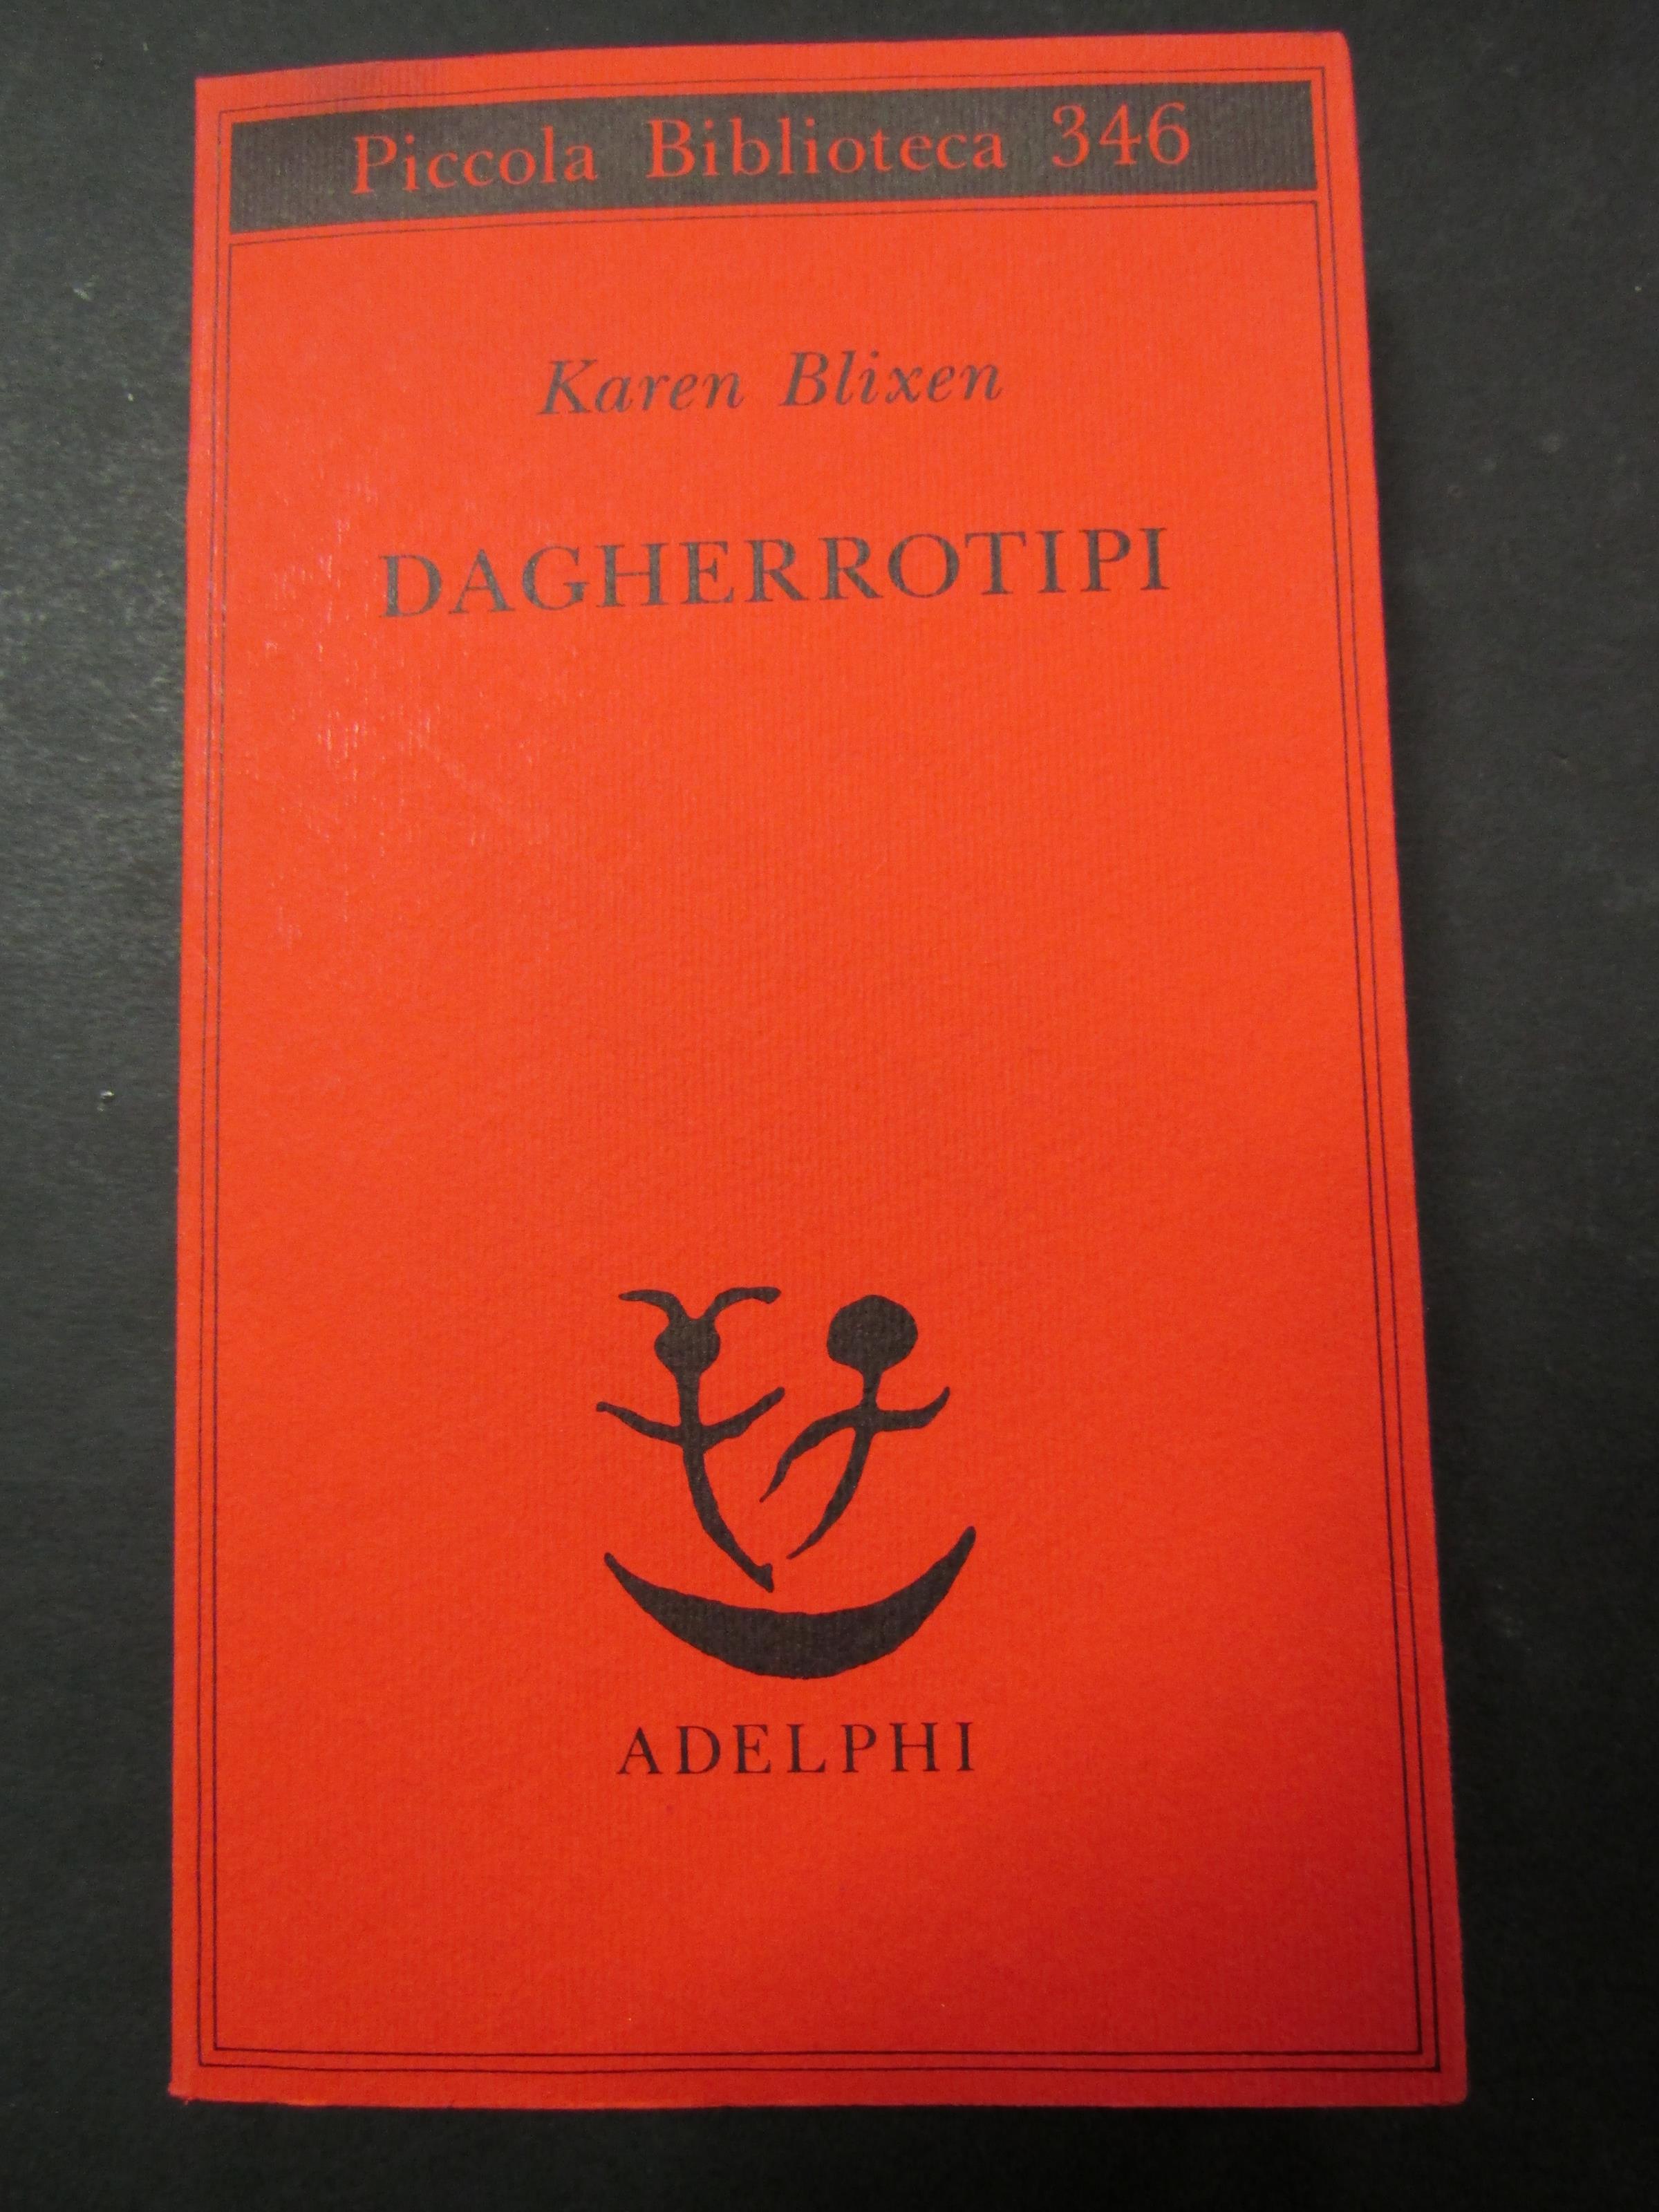 Piccola Biblioteca 346
Karen Blixen
DAGHERROTIPI
ADELPHI